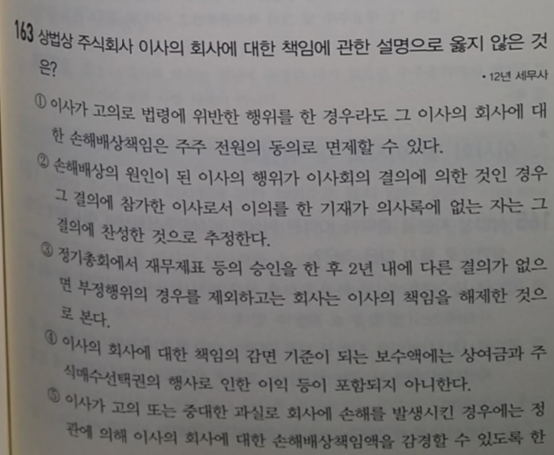 163 상법상 주식회사 이사의 회사에 대한 책임에 관한 설명으로 옳지 않은 것
은?
• 12년 세무사
① 이사가 고의로 법령에 위반한 행위를 한 경우라도 그 이사의 회사에 대
한 손해배상책임은 주주 전원의 동의로 면제할 수 있다.
② 손해배상의 원인이 된 이사의 행위가 이사회의 결의에 의한 것인 경우
그 결의에 참가한 이사로서 이의를 한 기재가 의사록에 없는 자는 그
결의에 찬성한 것으로 추정한다.
③ 정기총회에서 재무제표 등의 승인을 한 후 2년 내에 다른 결의가 없으
면 부정행위의 경우를 제외하고는 회사는 이사의 책임을 해제한 것으
로 본다.
④ 이사의 회사에 대한 책임의 감면 기준이 되는 보수액에는 상여금과 주
식매수선택권의 행사로 인한 이익 등이 포함되지 아니한다.
⑤ 이사가 고의 또는 중대한 과실로 회사에 손해를 발생시킨 경우에는 정
관에 의해 이사의 회사에 대한 손해배상책임액을 감경할 수 있도록 한